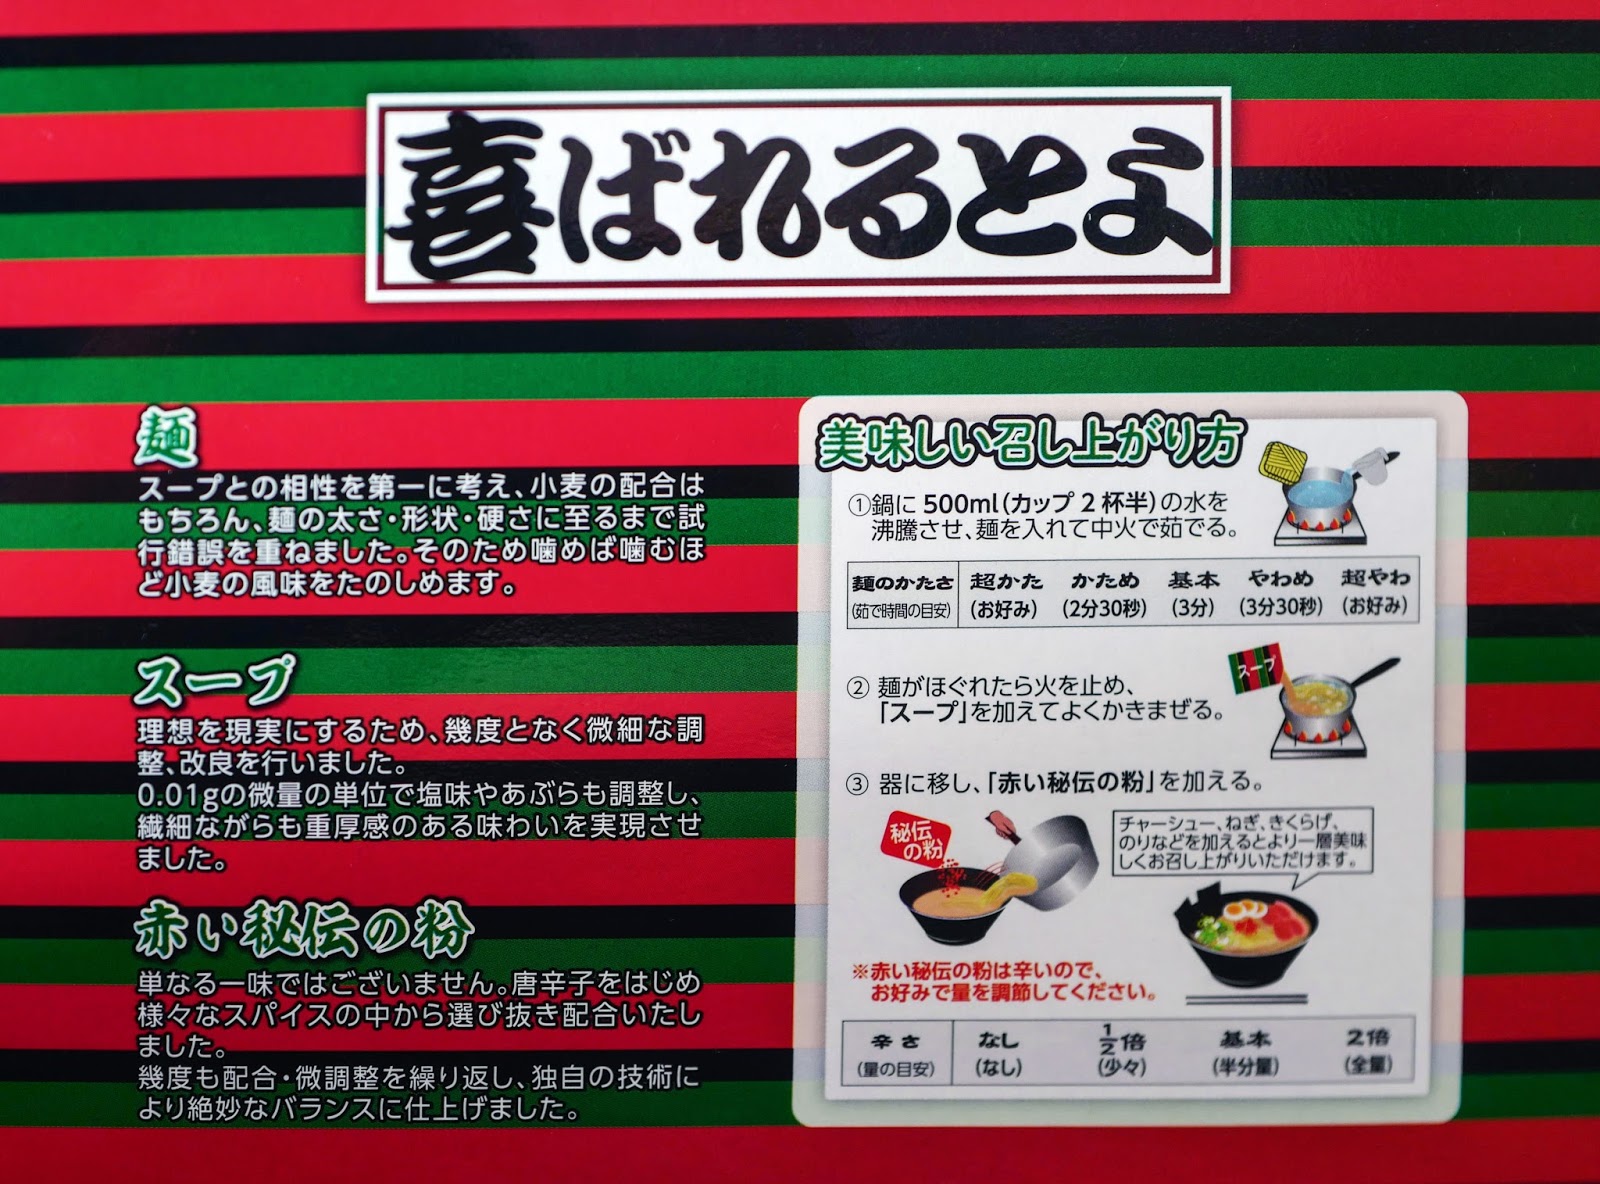 喜ばれるとよ
麺
スープとの相性を第一に考え、小麦の配合は
もちろん、麺の太さ・形状・硬さに至るまで試
行錯誤を重ねました。そのため噛めば噛むほ
ど小麦の風味をたのしめます。
スープ
理想を現実にするため、幾度となく微細な調
整、改良を行いました。
0.01gの微量の単位で塩味やあぶらも調整し、
繊細ながらも重厚感のある味わいを実現させ
ました。
赤い秘伝の粉
単なる一味ではございません。唐辛子をはじめ
様々なスパイスの中から選び抜き配合いたし
ました。
幾度も配合・微調整を繰り返し、独自の技術に
より絶妙なバランスに仕上げました。
美味しい召し上がり方
①鍋に 500ml(カップ 2 杯半)の水を
沸騰させ、麺を入れて中火で茹でる。
麺のかたさ 超かた かため 基本 やわめ 超やわ
(茹で時間の目安) (お好み) (2分30秒) (3分) (3分30秒) (お好み)
② 麺がほぐれたら火を止め、
「スープ」を加えてよくかきまぜる。
スープ
③ 器に移し、「赤い秘伝の粉」を加える。
秘伝
の粉
チャーシュー、ねぎ、きくらげ、
のりなどを加えるとより一層美味
しくお召し上がりいただけます。
※赤い秘伝の粉は辛いので、
お好みで量を調節してください。
辛さ なし 1/2倍 基本 2倍
(量の目安) (なし) (少々) (半分量) (全量)